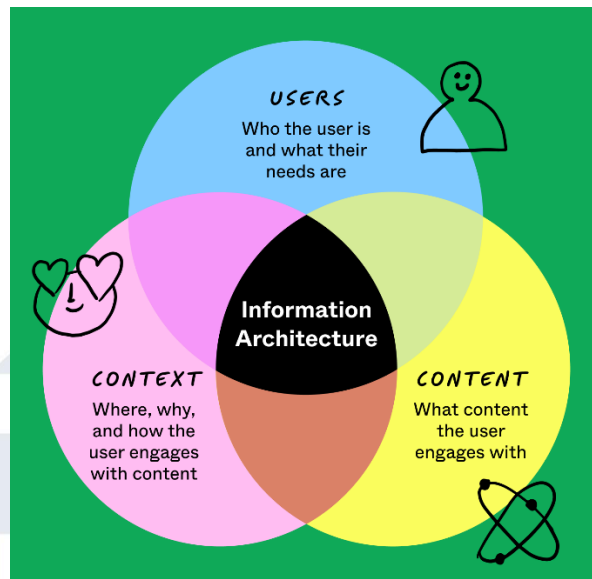 USERS
Who the user is
and what their
needs are
Information
Architecture
CONTEXT
Where, why,
and how the
user engages
with content
CONTENT
What content
the user
engages with